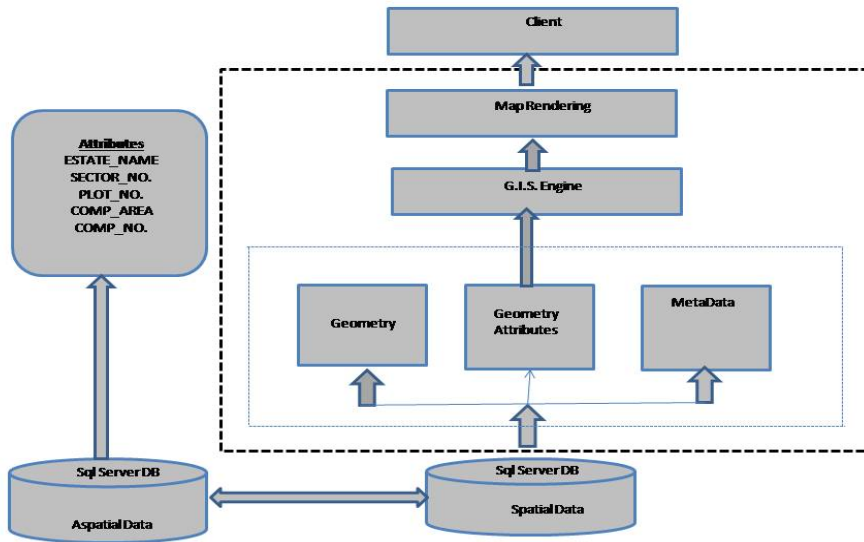 Client
Map Rendering
G.I.S. Engine
Attributes
ESTATE_NAME
SECTOR_NO.
PLOT_NO.
COMP_AREA
COMP_NO.
Geometry
Geometry
Attributes
MetaData
Sql Server DB
Aspatial Data
Sql Server DB
Spatial Data